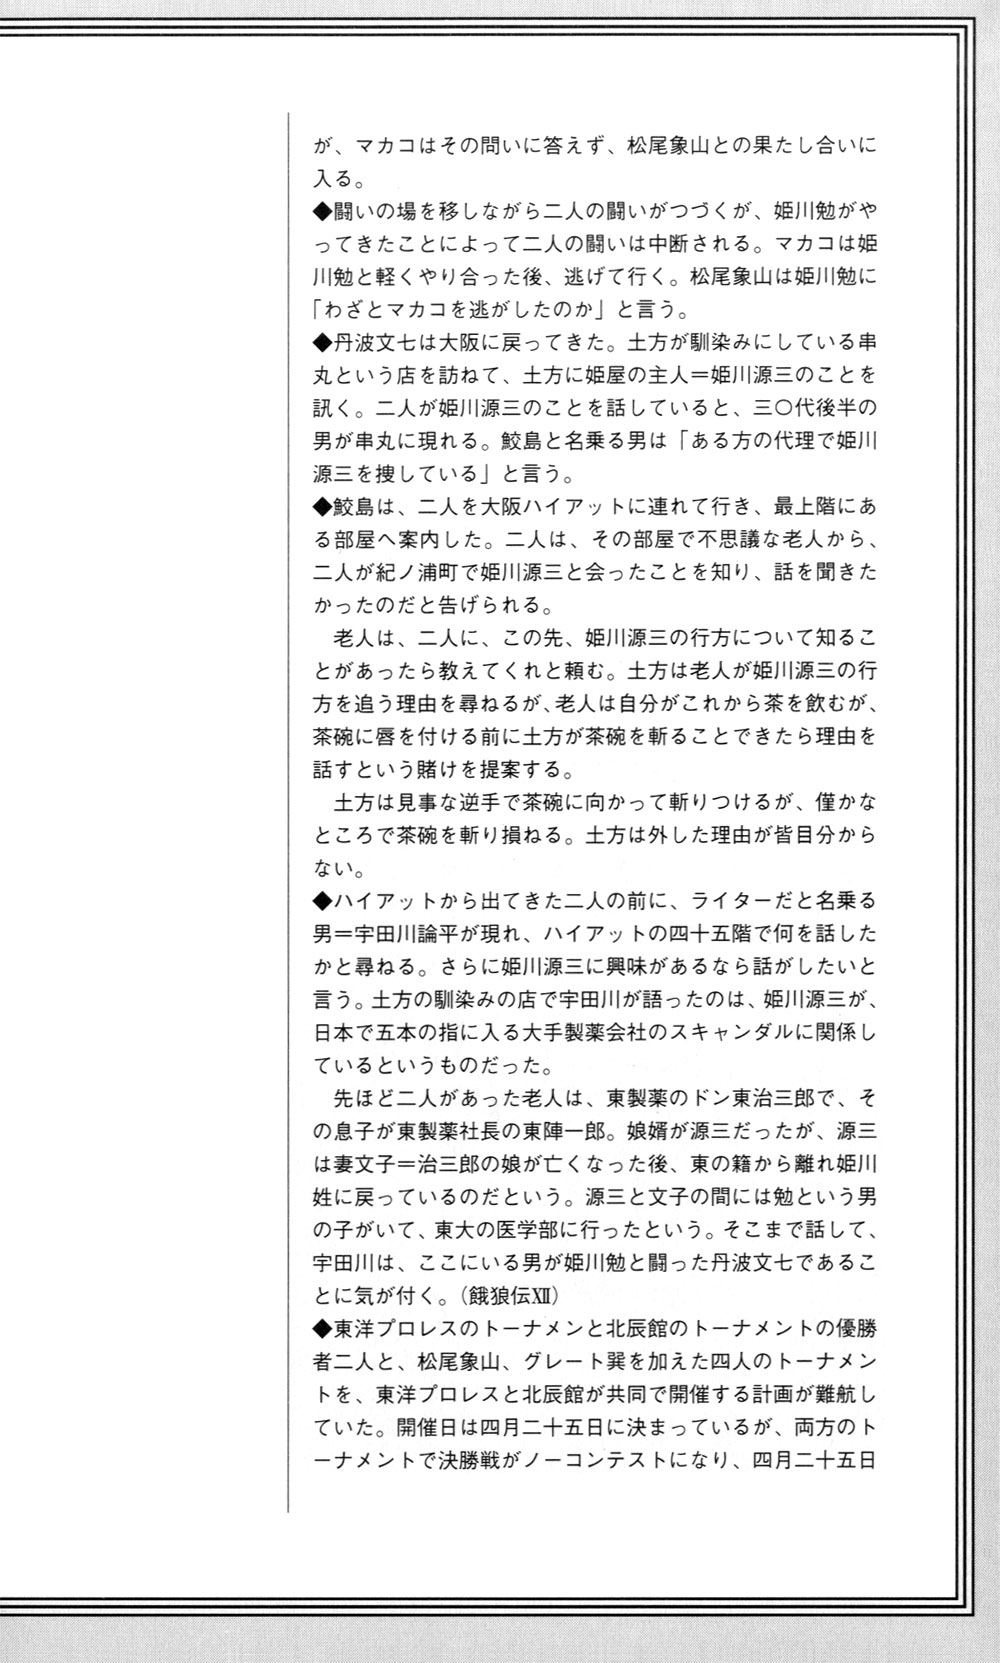 が、マカコはその問いに答えず、松尾象山との果たし合いに
入る。
◆闘いの場を移しながら二人の闘いがつづくが、姫川勉がや
ってきたことによって二人の闘いは中断される。マカコは姫
川勉と軽くやり合った後、逃げて行く。松尾象山は姫川勉に
「わざとマカコを逃がしたのか」と言う。
◆丹波文七は大阪に戻ってきた。土方が馴染みにしている串
丸という店を訪ねて、土方に姫屋の主人＝姫川源三のことを
訊く。二人が姫川源三のことを話していると、三〇代後半の
男が串丸に現れる。鮫島と名乗る男は「ある方の代理で姫川
源三を捜している」と言う。
◆鮫島は、二人を大阪ハイアットに連れて行き、最上階にあ
る部屋へ案内した。二人は、その部屋で不思議な老人から、
二人が紀ノ浦町で姫川源三と会ったことを知り、話を聞きた
かったのだと告げられる。
　老人は、二人に、この先、姫川源三の行方について知るこ
とがあったら教えてくれと頼む。土方は老人が姫川源三の行
方を追う理由を尋ねるが、老人は自分がこれから茶を飲むが、
茶碗に唇を付ける前に土方が茶碗を斬ることできたら理由を
話すという賭けを提案する。
　土方は見事な逆手で茶碗に向かって斬りつけるが、僅かな
ところで茶碗を斬り損ねる。土方は外した理由が皆目分から
ない。
◆ハイアットから出てきた二人の前に、ライターだと名乗る
男＝宇田川論平が現れ、ハイアットの四十五階で何を話した
かと尋ねる。さらに姫川源三に興味があるなら話がしたいと
言う。土方の馴染みの店で宇田川が語ったのは、姫川源三が、
日本で五本の指に入る大手製薬会社のスキャンダルに関係し
ているというものだった。
　先ほど二人があった老人は、東製薬のドン東治三郎で、そ
の息子が東製薬社長の東陣一郎。娘婿が源三だったが、源三
は妻文子＝治三郎の娘が亡くなった後、東の籍から離れ姫川
姓に戻っているのだという。源三と文子の間には勉という男
の子がいて、東大の医学部に行ったという。そこまで話して、
宇田川は、ここにいる男が姫川勉と闘った丹波文七であるこ
とに気が付く。（餓狼伝Ⅻ）
◆東洋プロレスのトーナメンと北辰館のトーナメントの優勝
者二人と、松尾象山、グレート巽を加えた四人のトーナメン
トを、東洋プロレスと北辰館が共同で開催する計画が難航し
ていた。開催日は四月二十五日に決まっているが、両方のト
ーナメントで決勝戦がノーコンテストになり、四月二十五日